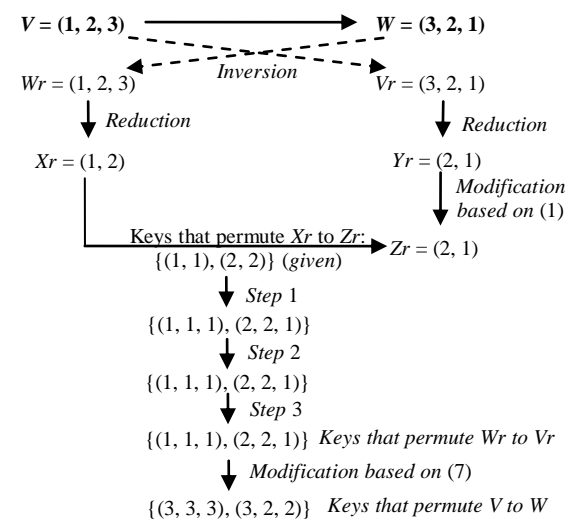 V = (1, 2, 3) W = (3, 2, 1)
Inversion
Wr = (1, 2, 3) Vr = (3, 2, 1)
Reduction Reduction
Xr = (1, 2) Yr = (2, 1)
Modification
based on (1)
Keys that permute Xr to Zr: Zr = (2, 1)
{(1, 1), (2, 2)} (given)
Step 1
{(1, 1, 1), (2, 2, 1)}
Step 2
{(1, 1, 1), (2, 2, 1)}
Step 3
{(1, 1, 1), (2, 2, 1)} Keys that permute Wr to Vr
Modification based on (7)
{(3, 3, 3), (3, 2, 2)} Keys that permute V to W